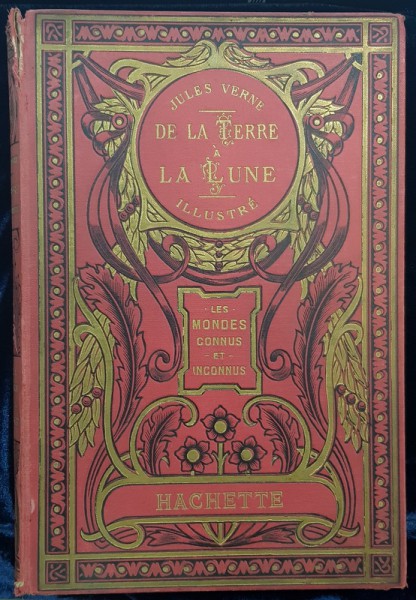 JULES VERNE
DE LA TERRE
À
LA LUNE
ILLUSTRÉ
- LES -
MONDES
CONNUS
- ET -
INCONNUS
HACHETTE